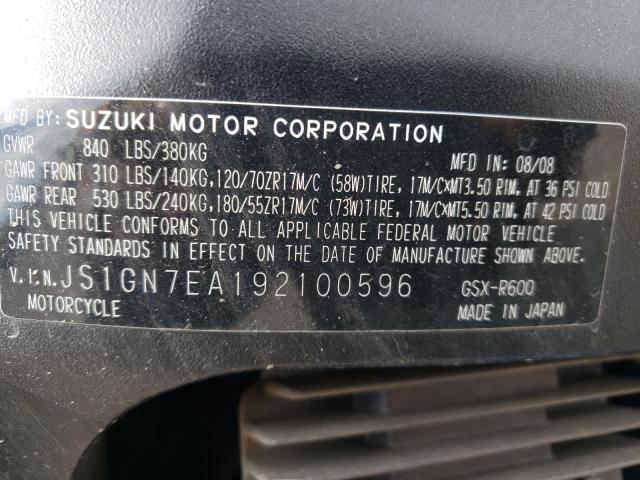 MFD BY: SUZUKI MOTOR CORPORATION
GVWR 840 LBS/380KG MFD IN: 08/08
GAWR FRONT 310 LBS/140KG,120/70ZR17M/C (58W)TIRE, 17M/C×MT3.50 RIM, AT 36 PSI COLD
GAWR REAR 530 LBS/240KG,180/55ZR17M/C (73W)TIRE, 17M/C×MT5.50 RIM, AT 42 PSI COLD
THIS VEHICLE CONFORMS TO ALL APPLICABLE FEDERAL MOTOR VEHICLE
SAFETY STANDARDS IN EFFECT ON THE DATE OF MANUFACTURE SHOWN ABOVE.
V.I.N. JS1GN7EA192100596 GSX-R600
MOTORCYCLE MADE IN JAPAN